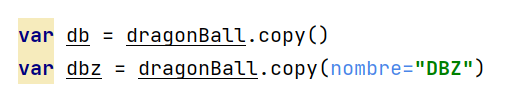 var db = dragonBall.copy()
var dbz = dragonBall.copy(nombre="DBZ")